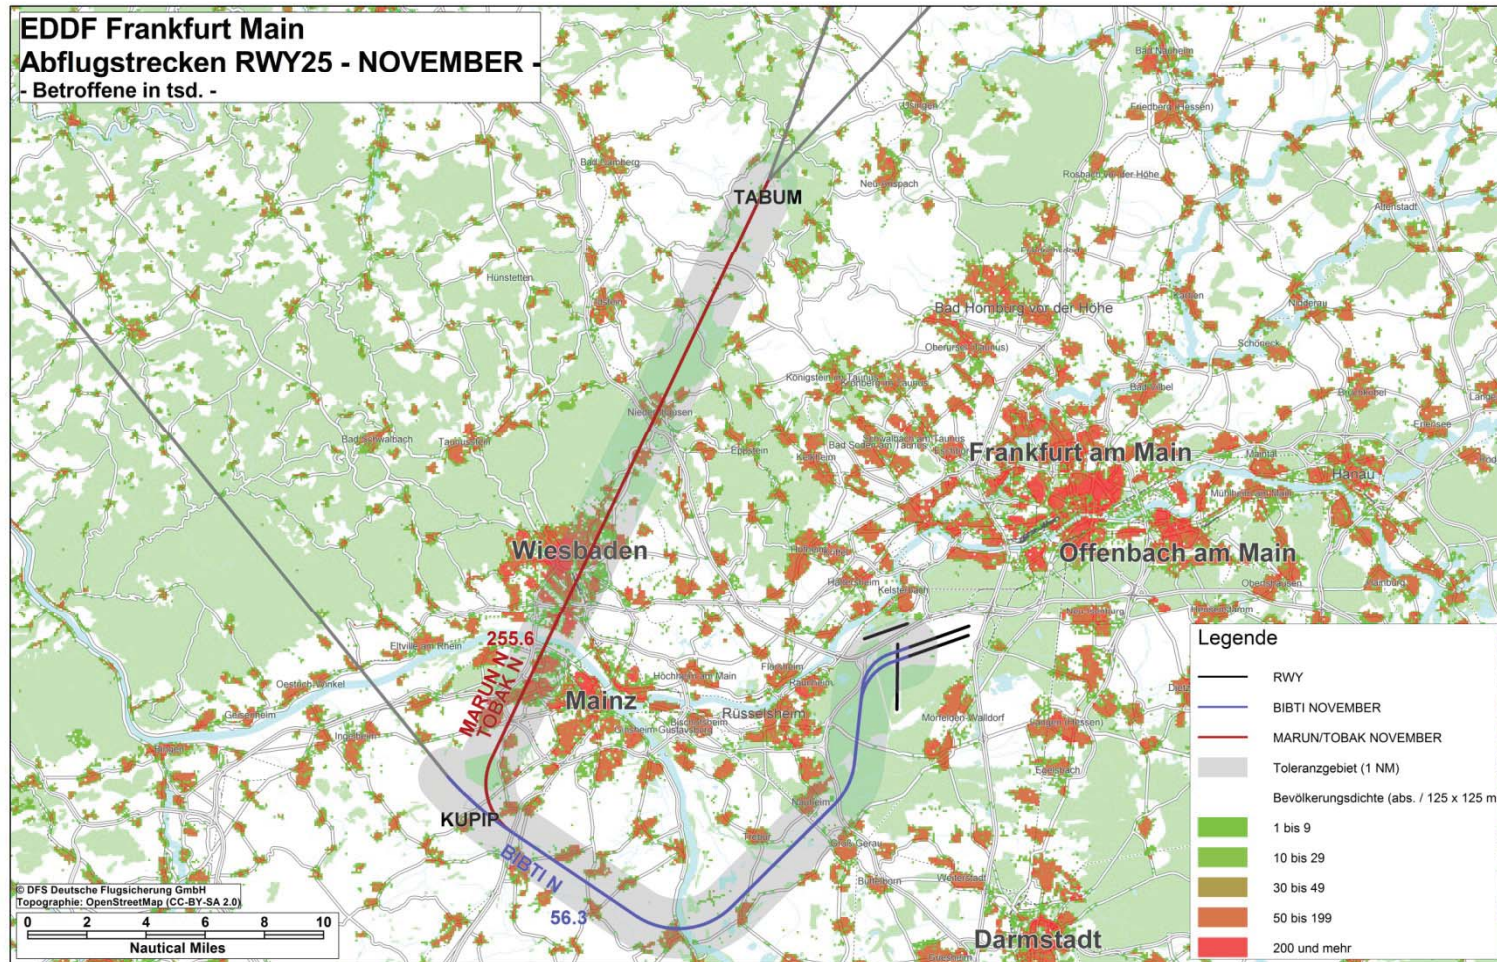 EDDF Frankfurt Main
Abflugstrecken RWY25 - NOVEMBER -
- Betroffene in tsd. -
Bad Nauheim
Usingen
Friedberg (Hessen)
Bad Camberg
Neu-Anspach
Rosbach vor der Höhe
TABUM
Altenstadt
Hünstetten
Idstein
Karben
Nidderau
Bad Homburg vor der Höhe
Oberursel (Taunus)
Schöneck
Königstein im Taunus
Kronberg im Taunus
Bad Vilbel
Bruchköbel
Niedernhausen
Bad Schwalbach
Taunusstein
Eppstein
Kelkheim
Schwalbach am Taunus
Bad Soden am Taunus
Eschborn
Frankfurt am Main
Maintal
Erlensee
Hanau
Mühlheim am Main
Wiesbaden
Hofheim
Offenbach am Main
Hattersheim
Kelsterbach
Obertshausen
Hainburg
Neu-Isenburg
Heusenstamm
255.6
Eltville am Rhein
MARUN N
TOBAK N
Oestrich-Winkel
Geisenheim
Hochheim am Main
Flörsheim
Raunheim
Mainz
Rüsselsheim
Bischofsheim
Ginsheim-Gustavsburg
Mörfelden-Walldorf
Langen (Hessen)
Bingen
Ingelheim
Egelsbach
Nauheim
KUPIP
Trebur
Groß-Gerau
BIBTI N
Büttelborn
Weiterstadt
56.3
Darmstadt
Griesheim
Legende
RWY
BIBTI NOVEMBER
MARUN/TOBAK NOVEMBER
Toleranzgebiet (1 NM)
Bevölkerungsdichte (abs. / 125 x 125 m
1 bis 9
10 bis 29
30 bis 49
50 bis 199
200 und mehr
© DFS Deutsche Flugsicherung GmbH
Topographie: OpenStreetMap (CC-BY-SA 2.0)
0 2 4 6 8 10
Nautical Miles